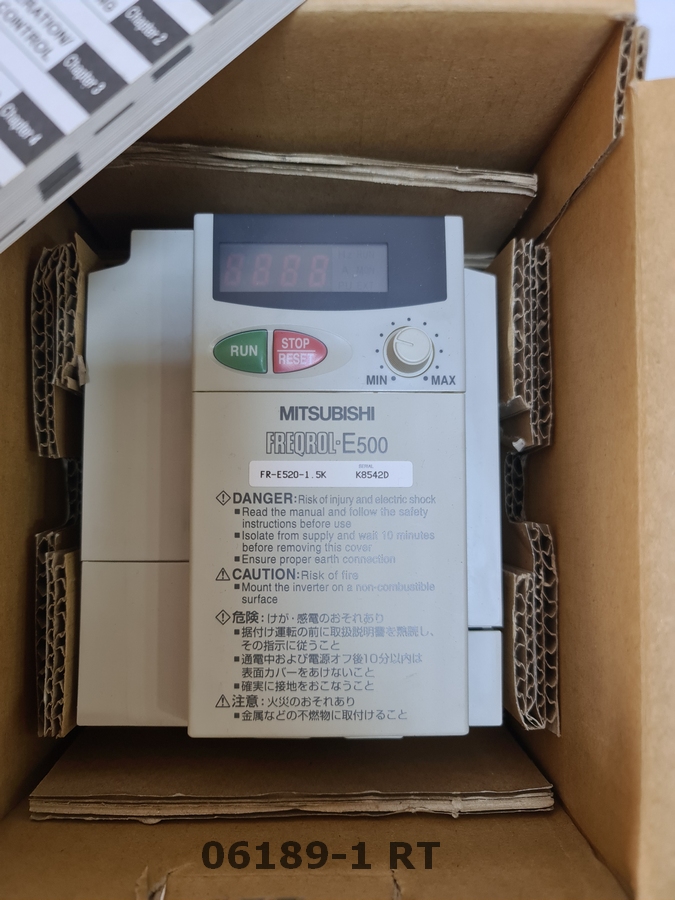 CONTROL
Chapter 2
Chapter 3
Chapter 4
8888
RUN
STOP
RESET
MIN
MAX
MITSUBISHI
FREQROL-E500
SERIAL
FR-E520-1.5K K8542D
DANGER: Risk of injury and electric shock
■ Read the manual and follow the safety
instructions before use
■ Isolate from supply and wait 10 minutes
before removing this cover
■ Ensure proper earth connection
CAUTION: Risk of fire
■ Mount the inverter on a non-combustible
surface
危険：けが・感電のおそれあり
■ 据付け運転の前に取扱説明書を熟読し、
その指示に従うこと
■ 通電中および電源オフ後10分以内は
表面カバーをあけないこと
■ 確実に接地をおこなうこと
注意：火災のおそれあり
■ 金属などの不燃物に取付けること
06189-1 RT